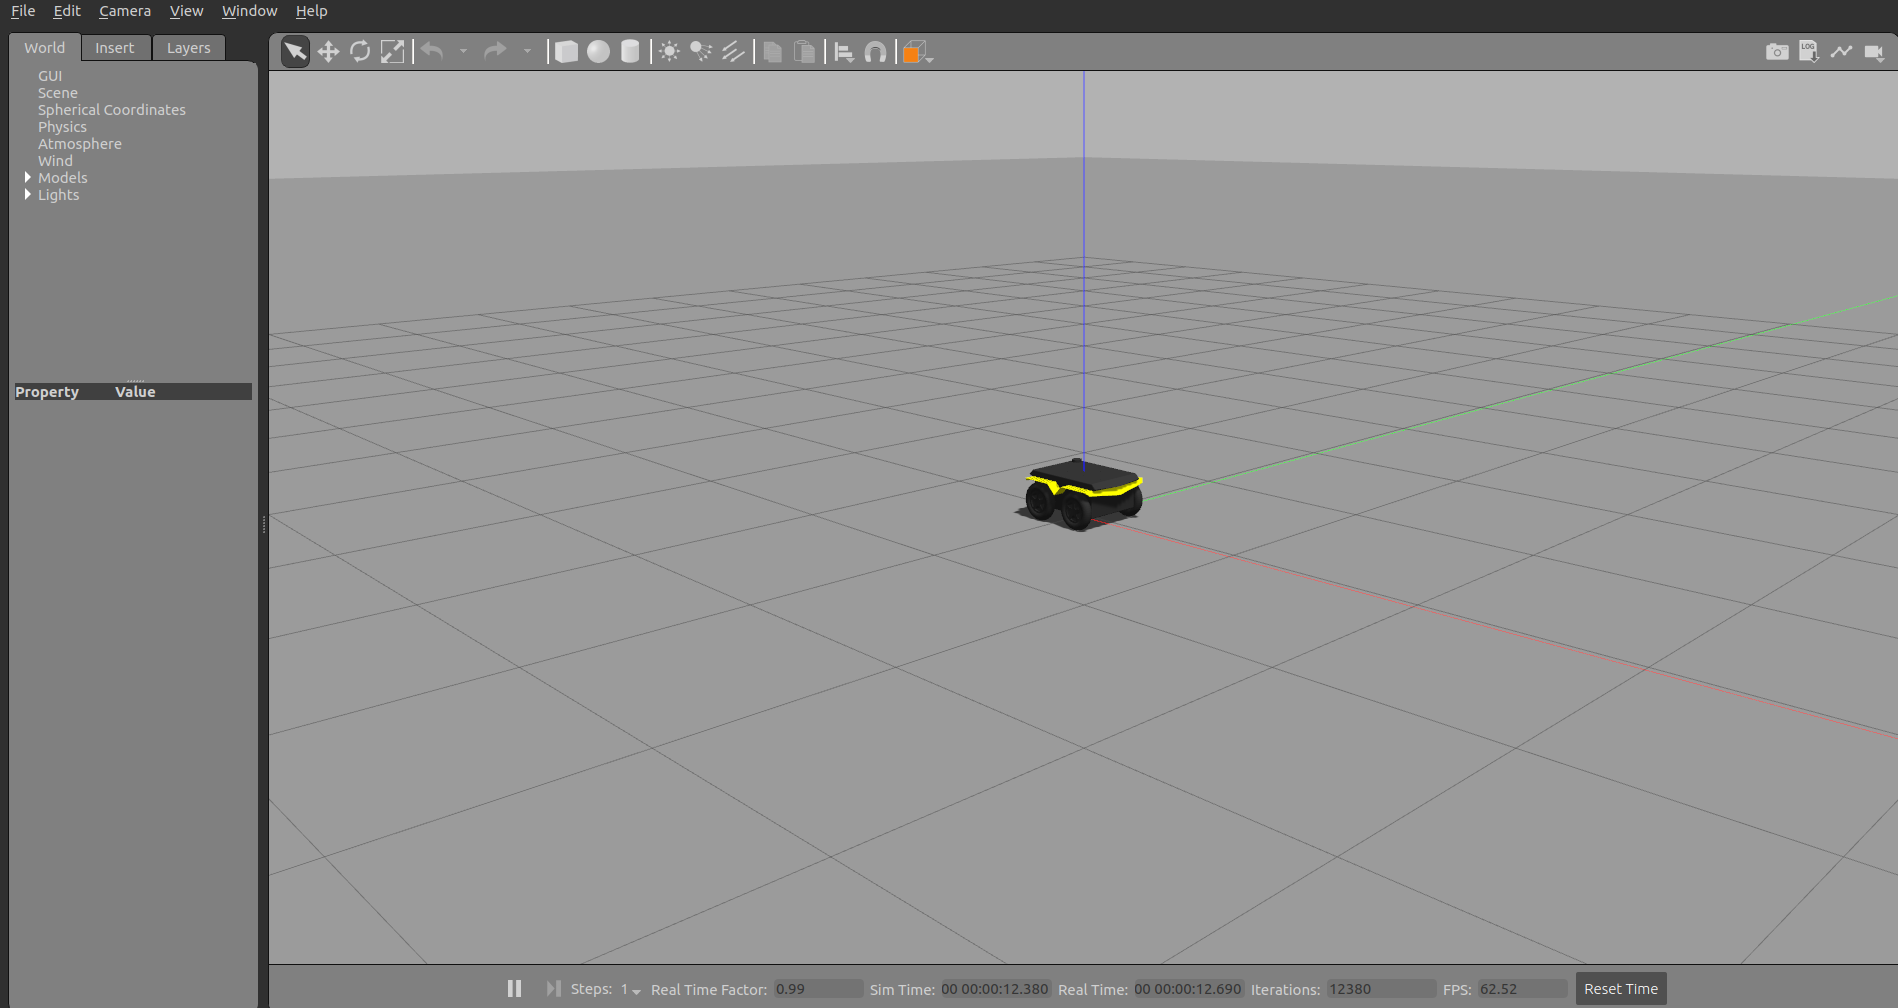 File Edit Camera View Window Help
World Insert Layers
LOG
GUI
Scene
Spherical Coordinates
Physics
Atmosphere
Wind
Models
Lights
Property Value
Steps: 1 Real Time Factor: 0.99 Sim Time: 00 00:00:12.380 Real Time: 00 00:00:12.690 Iterations: 12380 FPS: 62.52 Reset Time